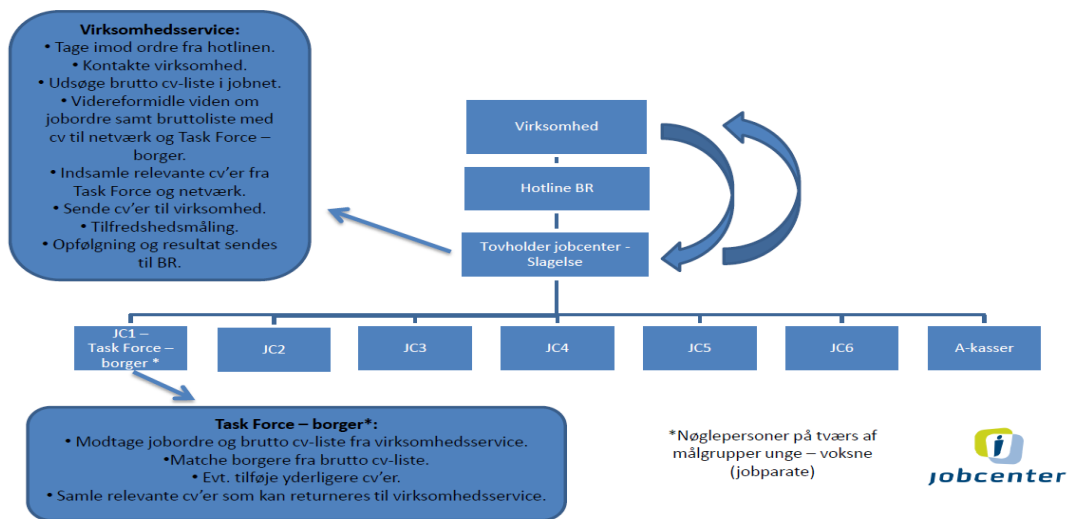 Virksomhedsservice:
• Tage imod ordre fra hotlinen.
• Kontakte virksomhed.
• Udsøge brutto cv-liste i jobnet.
• Videreformidle viden om
jobordre samt bruttoliste med
cv til netværk og Task Force –
borger.
• Indsamle relevante cv'er fra
Task Force og netværk.
• Sende cv'er til virksomhed.
• Tilfredshedsmåling.
• Opfølgning og resultat sendes
til BR.
Virksomhed
Hotline BR
Tovholder jobcenter -
Slagelse
JC1 –
Task Force –
borger *
JC2
JC3
JC4
JC5
JC6
A-kasser
Task Force – borger*:
• Modtage jobordre og brutto cv-liste fra virksomhedsservice.
•Matche borgere fra brutto cv-liste.
• Evt. tilføje yderligere cv'er.
• Samle relevante cv'er som kan returneres til virksomhedsservice.
*Nøglepersoner på tværs af
målgrupper unge – voksne
(jobparate)
i
jobcenter